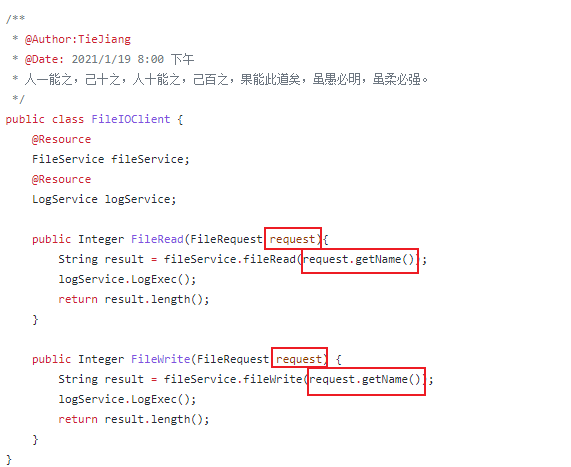 /**
 * @Author:TieJiang
 * @Date: 2021/1/19 8:00 下午
 * 人一能之，己十之，人十能之，己百之，果能此道矣，虽愚必明，虽柔必强。
 */
public class FileIOClient {
    @Resource
    FileService fileService;
    @Resource
    LogService logService;

    public Integer FileRead(FileRequest request){
        String result = fileService.fileRead(request.getName());
        logService.LogExec();
        return result.length();
    }

    public Integer FileWrite(FileRequest request) {
        String result = fileService.fileWrite(request.getName());
        logService.LogExec();
        return result.length();
    }
}